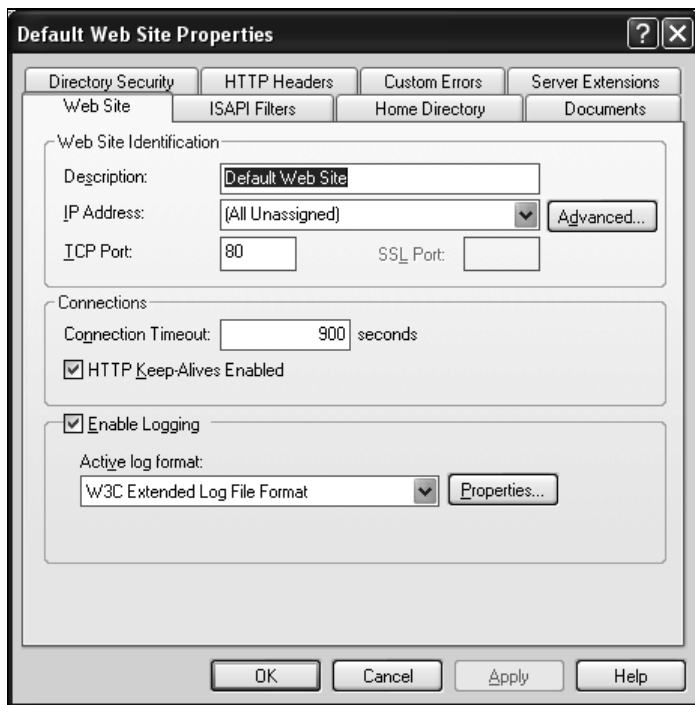 Default Web Site Properties
Directory Security HTTP Headers Custom Errors Server Extensions
Web Site ISAPI Filters Home Directory Documents
Web Site Identification
Description: Default Web Site
IP Address: (All Unassigned) Advanced...
TCP Port: 80 SSL Port:
Connections
Connection Timeout: 900 seconds
HTTP Keep-Alives Enabled
Enable Logging
Active log format:
W3C Extended Log File Format Properties...
OK Cancel Apply Help